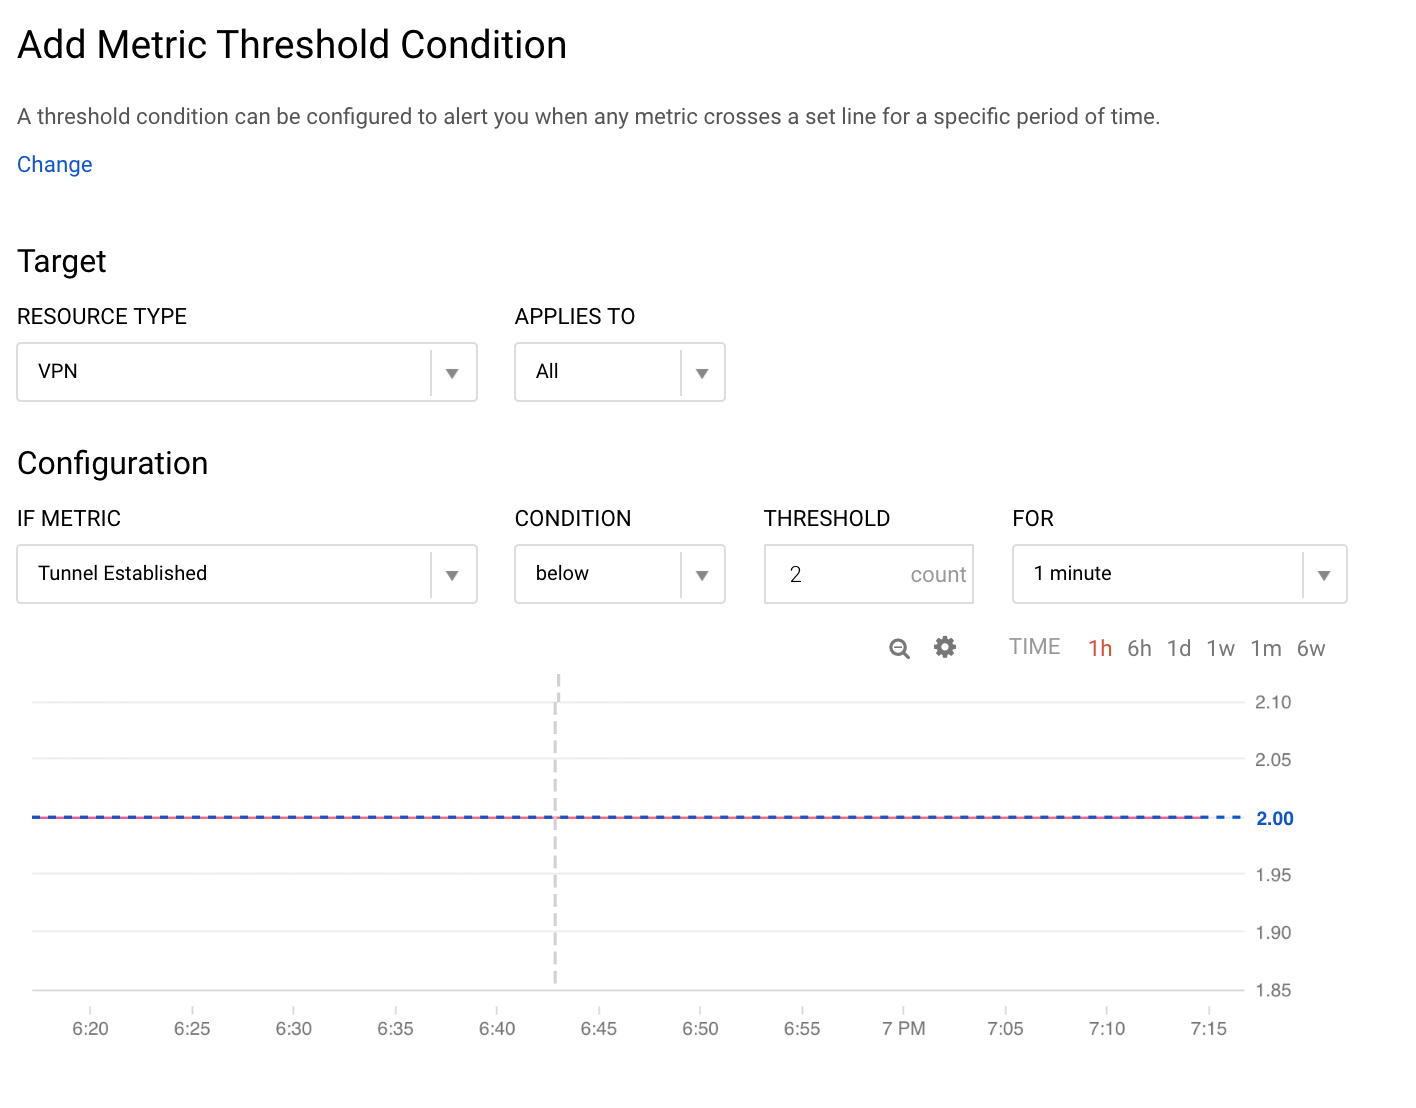 Add Metric Threshold Condition
A threshold condition can be configured to alert you when any metric crosses a set line for a specific period of time.
Change
Target
RESOURCE TYPE APPLIES TO
VPN All
Configuration
IF METRIC CONDITION THRESHOLD FOR
Tunnel Established below 2 count 1 minute
TIME 1h 6h 1d 1w 1m 6w
2.10
2.05
2.00
1.95
1.90
1.85
6:20 6:25 6:30 6:35 6:40 6:45 6:50 6:55 7 PM 7:05 7:10 7:15